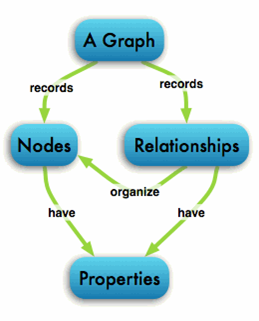 A Graph
records
records
Nodes
Relationships
organize
have
have
Properties